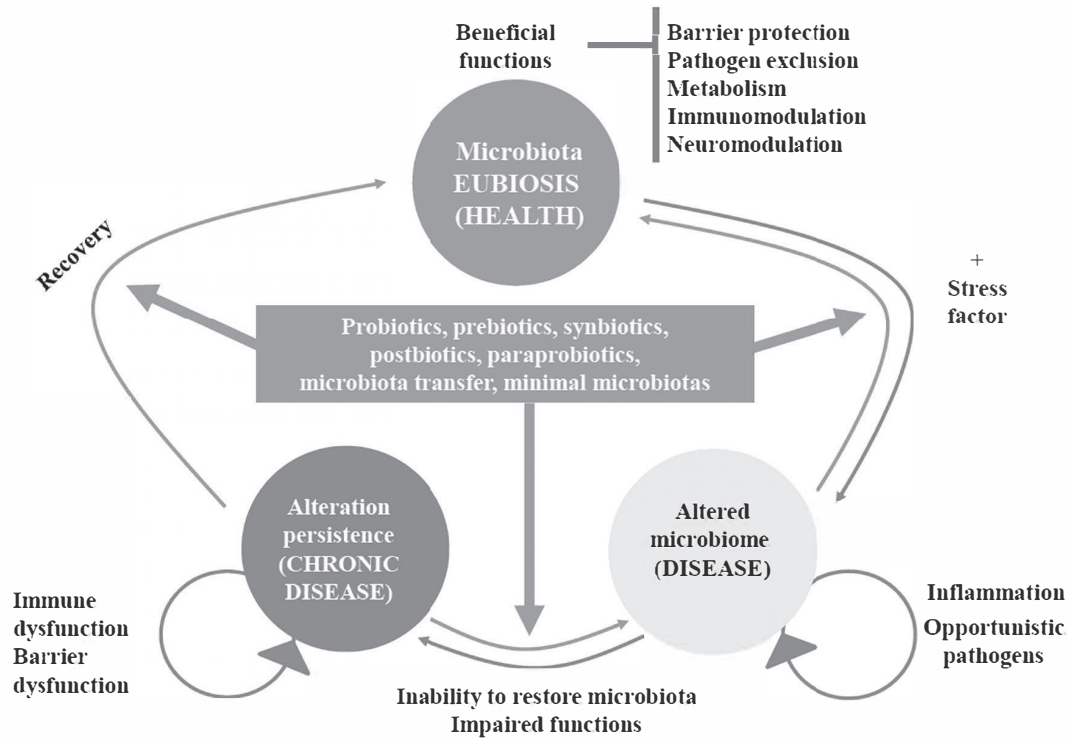 Beneficial
functions
Barrier protection
Pathogen exclusion
Metabolism
Immunomodulation
Neuromodulation
Microbiota
EUBIOSIS
(HEALTH)
Recovery
+
Stress
factor
Probiotics, prebiotics, synbiotics,
postbiotics, paraprobiotics,
microbiota transfer, minimal microbiotas
Alteration
persistence
(CHRONIC
DISEASE)
Altered
microbiome
(DISEASE)
Immune
dysfunction
Barrier
dysfunction
Inflammation
Opportunistic
pathogens
Inability to restore microbiota
Impaired functions